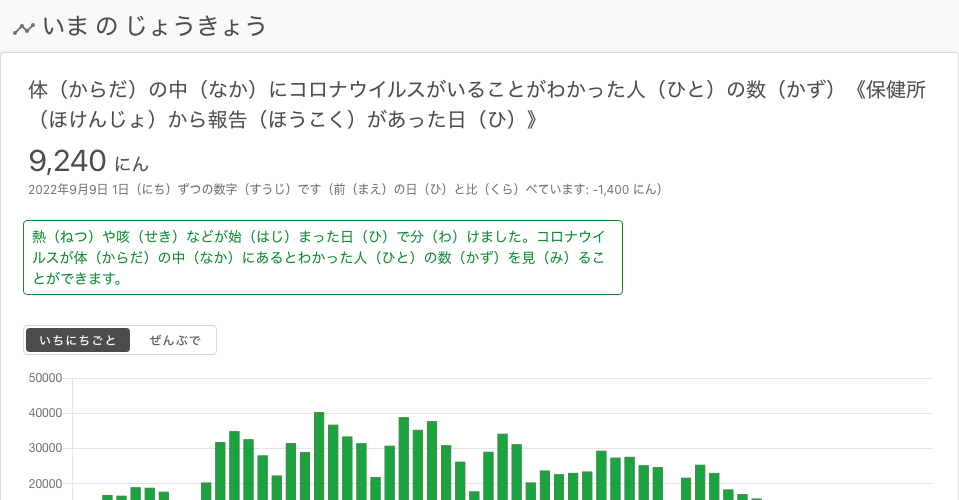 いま の じょうきょう
体（からだ）の中（なか）にコロナウイルスがいることがわかった人（ひと）の数（かず）《保健所
（ほけんじょ）から報告（ほうこく）があった日（ひ）》
9,240 にん
2022年9月9日 1日（にち）ずつの数字（すうじ）です（前（まえ）の日（ひ）と比（くら）べています: -1,400 にん）
熱（ねつ）や咳（せき）などが始（はじ）まった日（ひ）で分（わ）けました。コロナウイ
ルスが体（からだ）の中（なか）にあるとわかった人（ひと）の数（かず）を見（み）るこ
とができます。
いちにちごと ぜんぶで
50000
40000
30000
20000